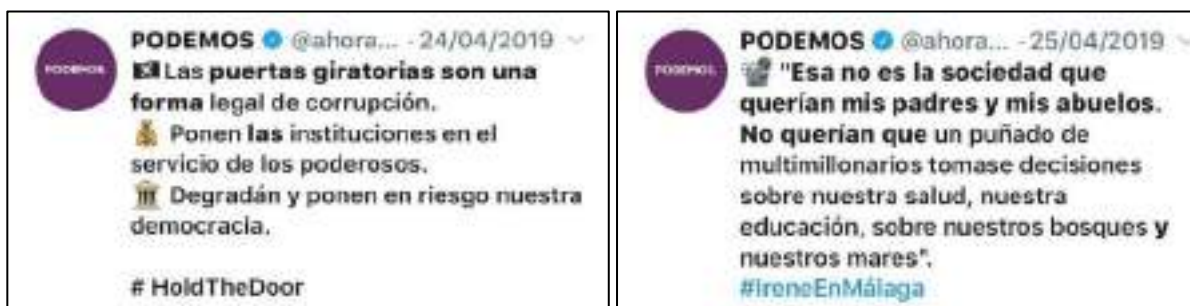 PODEMOS @ahora... - 24/04/2019
Las puertas giratorias son una
forma legal de corrupción.
Ponen las instituciones en el
servicio de los poderosos.
Degradán y ponen en riesgo nuestra
democracia.
# HoldTheDoor
PODEMOS.
PODEMOS @ahora... - 25/04/2019
"Esa no es la sociedad que
querían mis padres y mis abuelos.
No querían que un puñado de
multimillonarios tomase decisiones
sobre nuestra salud, nuestra
educación, sobre nuestros bosques y
nuestros mares".
#IreneEnMálaga
PODEMOS.